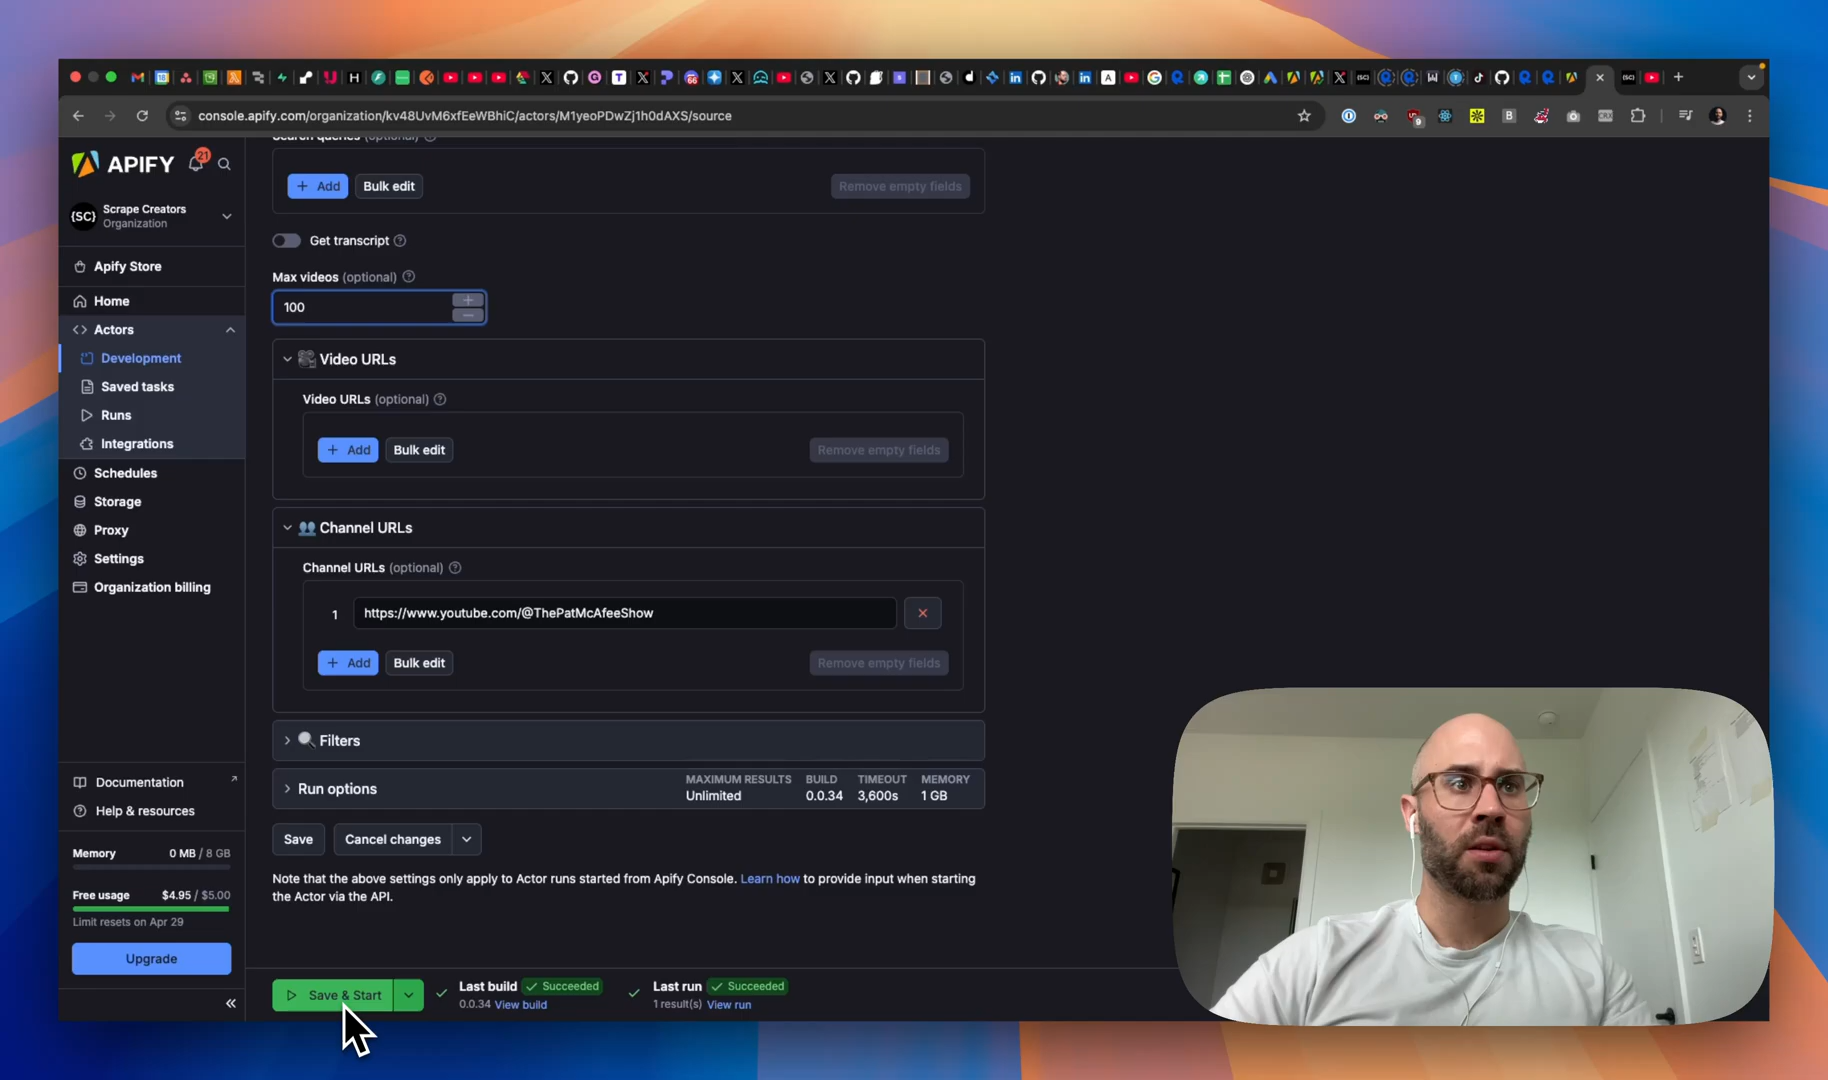 console.apify.com/organization/kv48UvM6xfEeWBhiC/actors/M1yeoPDwZj1h0dAXS/source
APIFY
21
{SC}
Scrape Creators
Organization
Apify Store
Home
Actors
Development
Saved tasks
Runs
Integrations
Schedules
Storage
Proxy
Settings
Organization billing
Documentation
Help & resources
Memory 0 MB / 8 GB
Free usage $4.95 / $5.00
Limit resets on Apr 29
Upgrade
Search queries (optional)
+ Add Bulk edit Remove empty fields
Get transcript
Max videos (optional)
100
Video URLs
Video URLs (optional)
+ Add Bulk edit Remove empty fields
Channel URLs
Channel URLs (optional)
1 https://www.youtube.com/@ThePatMcAfeeShow
+ Add Bulk edit Remove empty fields
Filters
Run options
MAXIMUM RESULTS BUILD TIMEOUT MEMORY
Unlimited 0.0.34 3,600s 1 GB
Save Cancel changes
Note that the above settings only apply to Actor runs started from Apify Console. Learn how to provide input when starting
the Actor via the API.
Save & Start
Last build Succeeded
0.0.34 View build
Last run Succeeded
1 result(s) View run